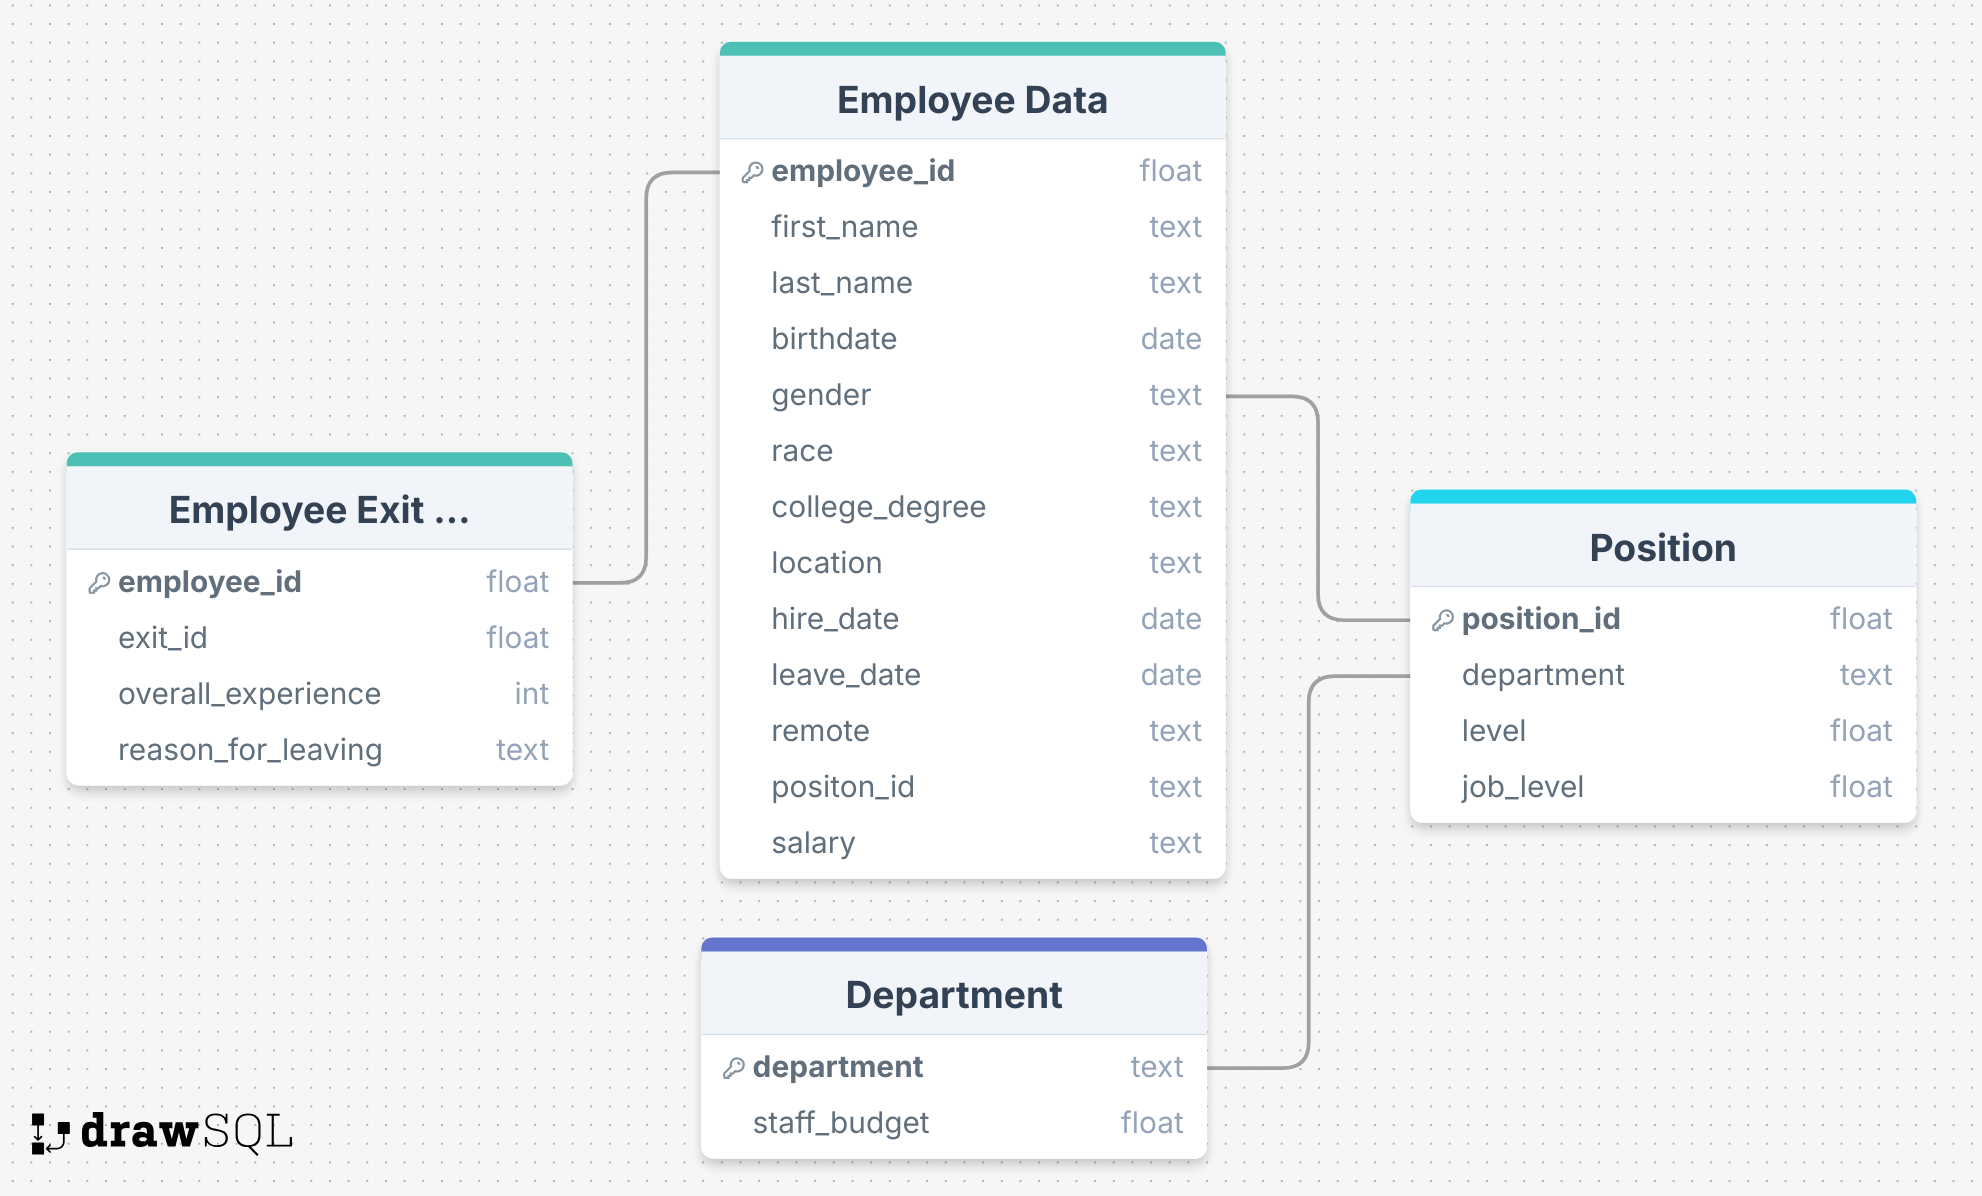 Employee Data
employee_id float
first_name text
last_name text
birthdate date
gender text
race text
college_degree text
location text
hire_date date
leave_date date
remote text
positon_id text
salary text
Employee Exit ...
employee_id float
exit_id float
overall_experience int
reason_for_leaving text
Position
position_id float
department text
level float
job_level float
Department
department text
staff_budget float
drawSQL